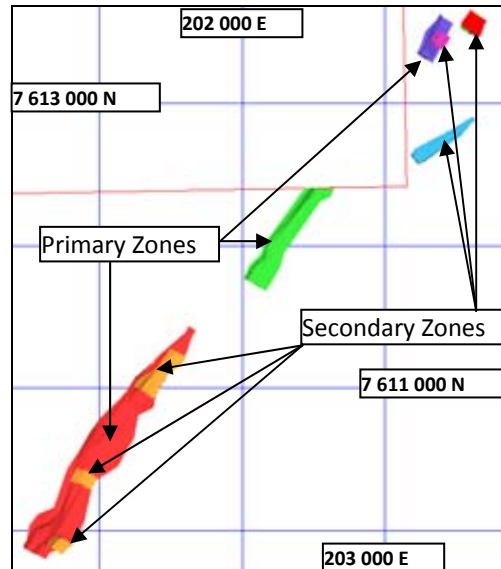 202 000 E
7 613 000 N
Primary Zones
Secondary Zones
7 611 000 N
203 000 E